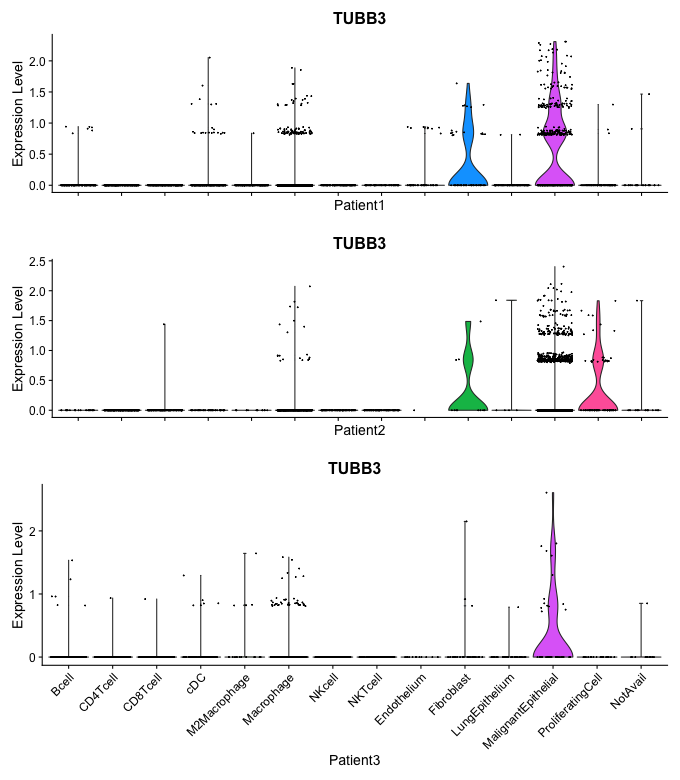 TUBB3
Expression Level
2.0
1.5
1.0
0.5
0.0
Patient1
TUBB3
Expression Level
2.5
2.0
1.5
1.0
0.5
0.0
Patient2
TUBB3
Expression Level
2
1
0
Bcell
CD4Tcell
CD8Tcell
cDC
M2Macrophage
Macrophage
NKcell
NKTcell
Endothelium
Fibroblast
LungEpithelium
MalignantEpithelial
ProliferatingCell
NotAvail
Patient3